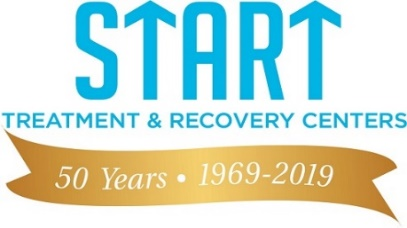 START
TREATMENT & RECOVERY CENTERS
50 Years • 1969-2019